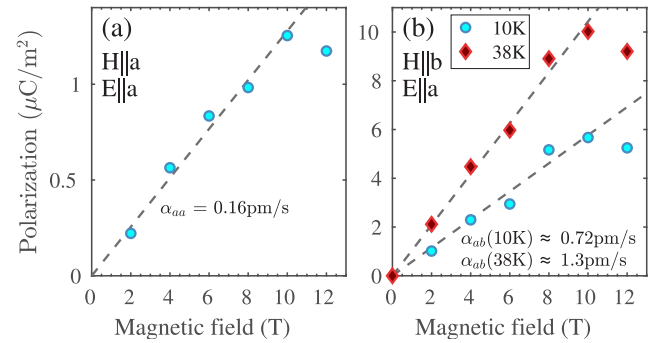 (a)
H||a
E||a
α_aa = 0.16pm/s
Polarization (μC/m²)
1
0.5
0
0 2 4 6 8 10 12
Magnetic field (T)
(b)
H||b
E||a
10K
38K
α_ab(10K) ≈ 0.72pm/s
α_ab(38K) ≈ 1.3pm/s
10
8
6
4
2
0
0 2 4 6 8 10 12
Magnetic field (T)